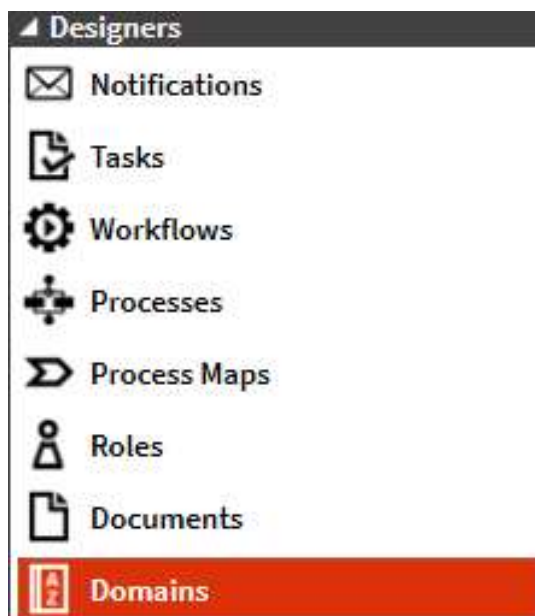 Designers
Notifications
Tasks
Workflows
Processes
Process Maps
Roles
Documents
A
Z
Domains